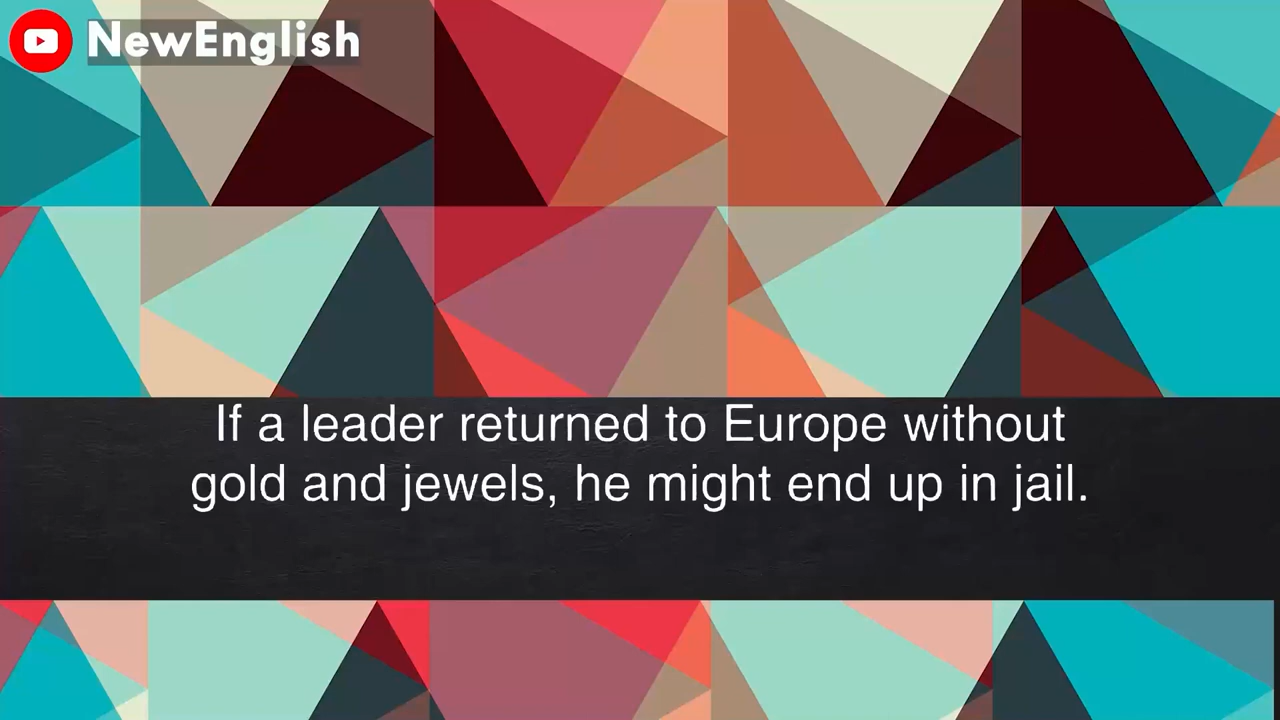 NewEnglish
If a leader returned to Europe without
gold and jewels, he might end up in jail.